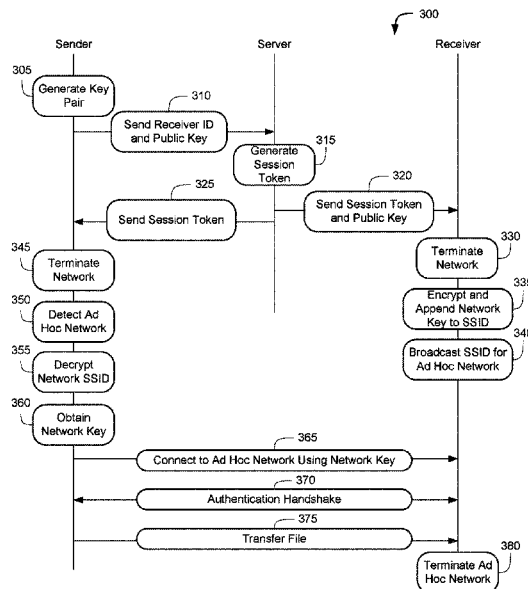 300
Sender
Server
Receiver
305
Generate Key
Pair
310
Send Receiver ID
and Public Key
315
Generate
Session
Token
325
Send Session Token
320
Send Session Token
and Public Key
345
Terminate
Network
330
Terminate
Network
350
Detect Ad
Hoc Network
335
Encrypt and
Append Network
Key to SSID
355
Decrypt
Network SSID
340
Broadcast SSID for
Ad Hoc Network
360
Obtain
Network Key
365
Connect to Ad Hoc Network Using Network Key
370
Authentication Handshake
375
Transfer File
380
Terminate Ad
Hoc Network